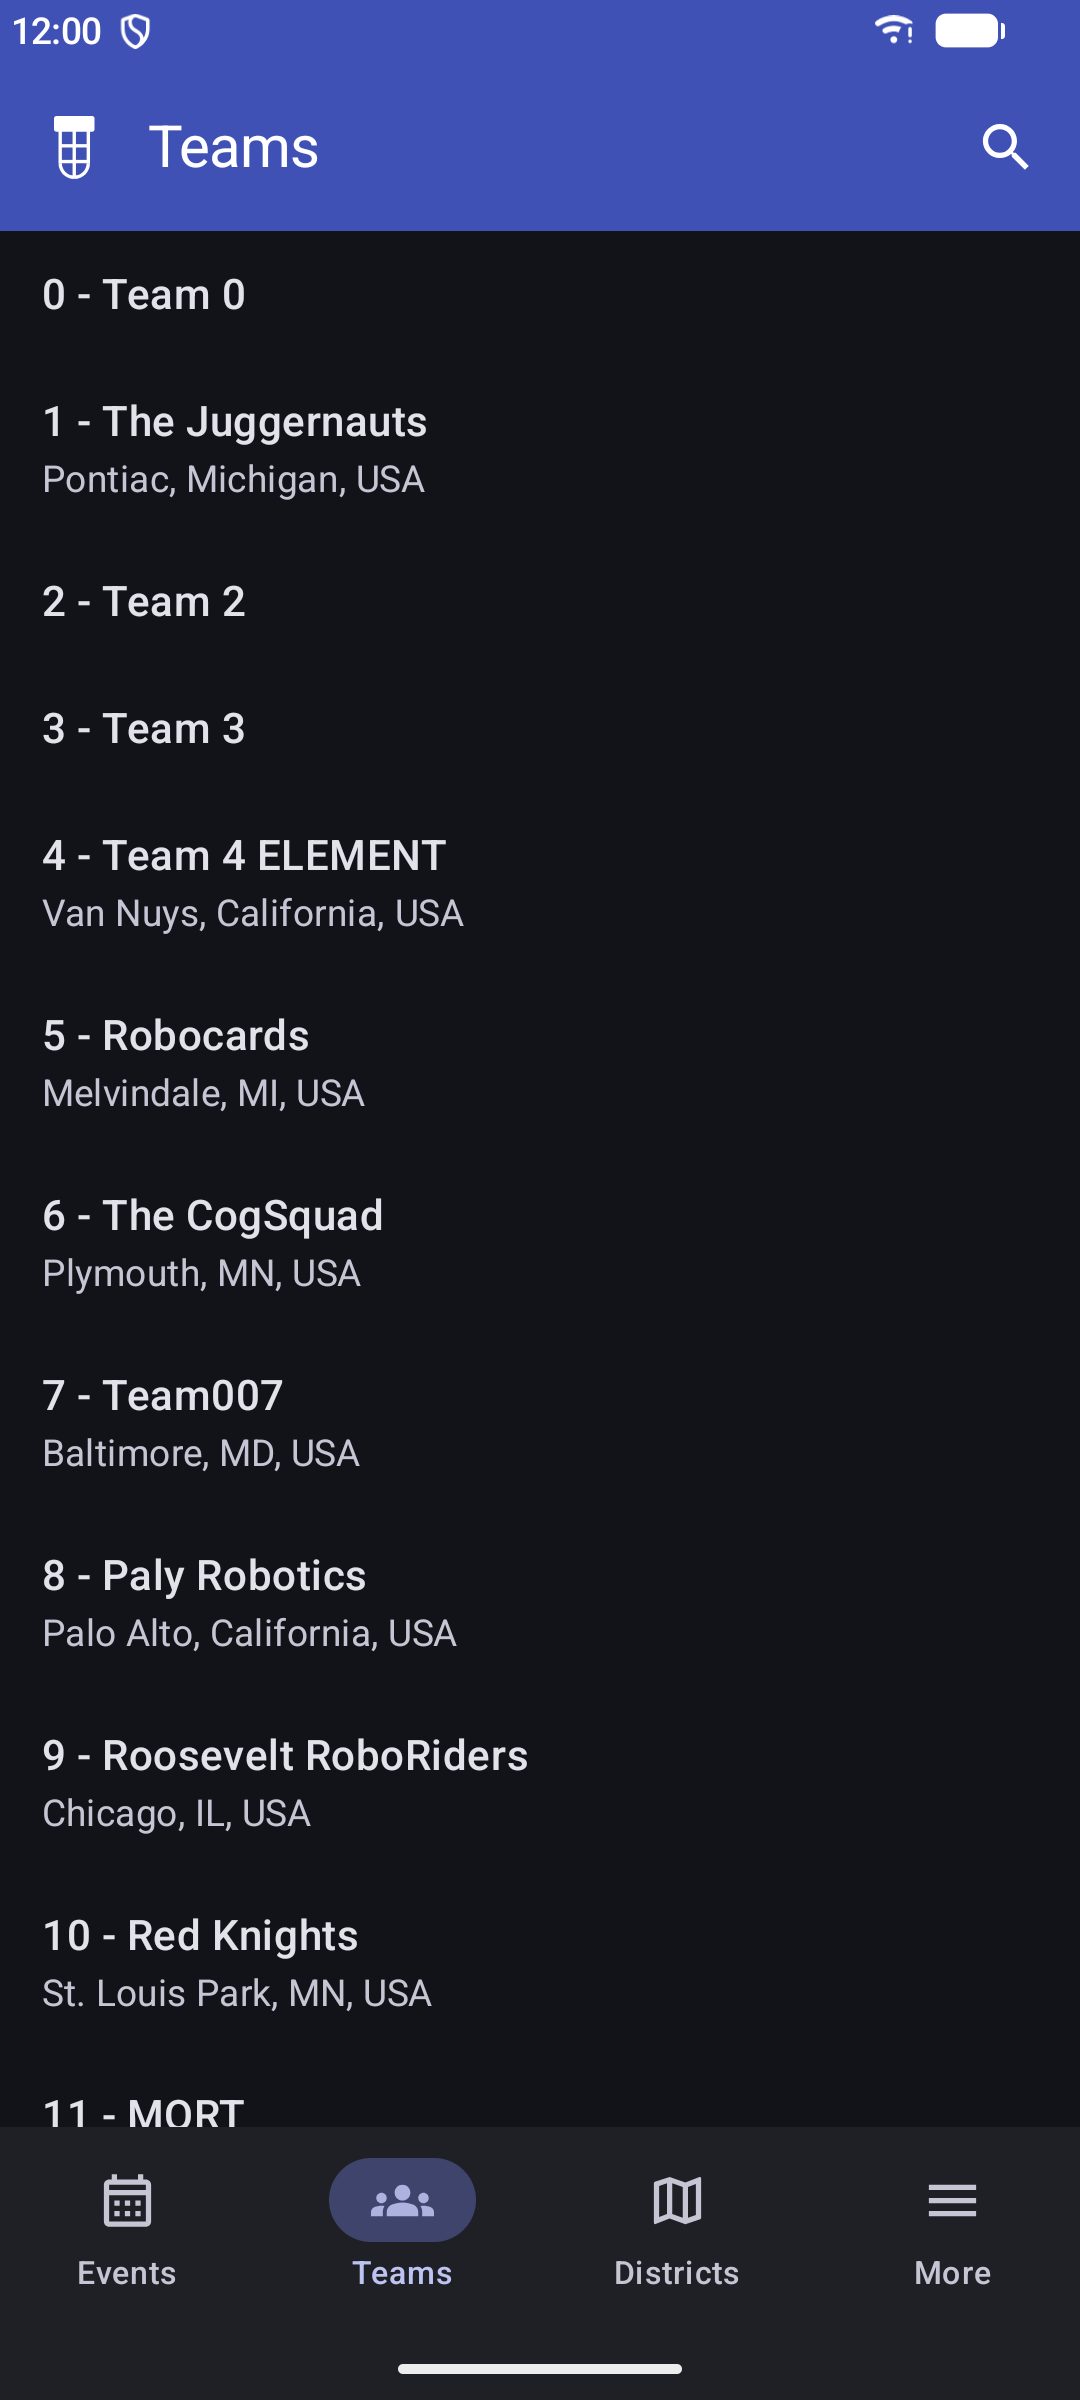 12:00
Teams
0 - Team 0
1 - The Juggernauts
Pontiac, Michigan, USA
2 - Team 2
3 - Team 3
4 - Team 4 ELEMENT
Van Nuys, California, USA
5 - Robocards
Melvindale, MI, USA
6 - The CogSquad
Plymouth, MN, USA
7 - Team007
Baltimore, MD, USA
8 - Paly Robotics
Palo Alto, California, USA
9 - Roosevelt RoboRiders
Chicago, IL, USA
10 - Red Knights
St. Louis Park, MN, USA
11 - MORT
Events
Teams
Districts
More